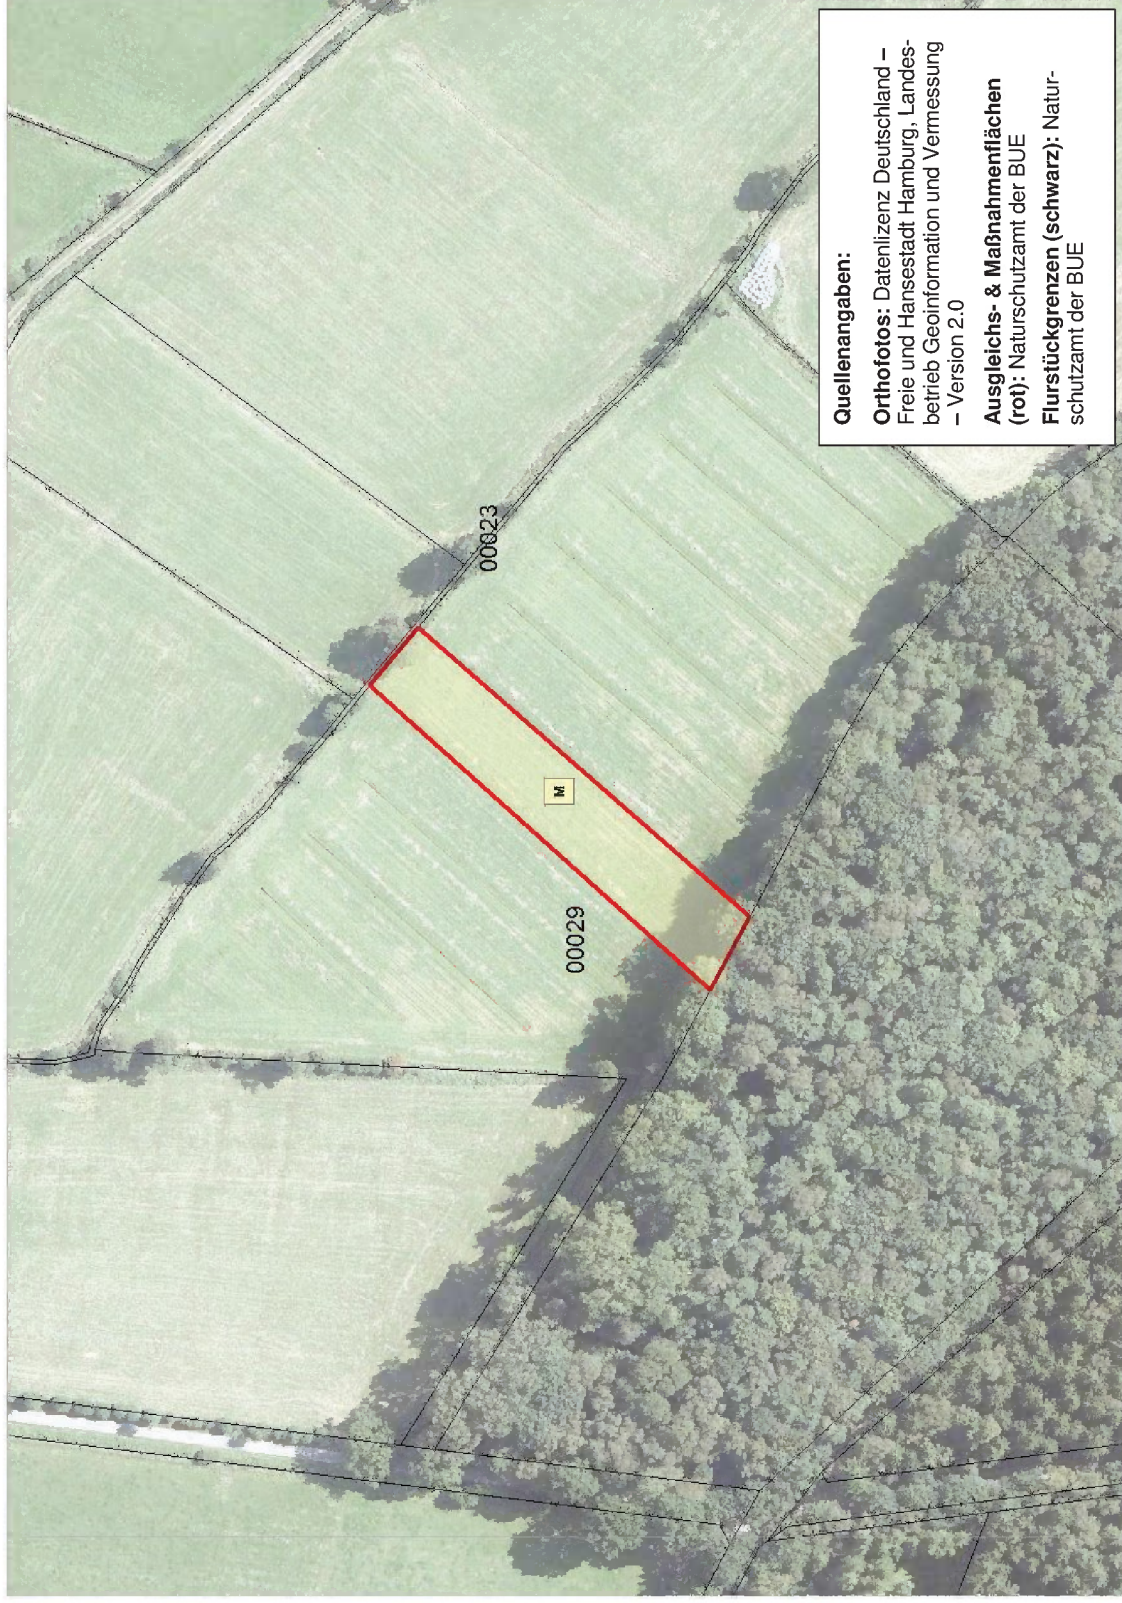 00023
00029
M
Quellenangaben:
Orthofotos: Datenlizenz Deutschland –
Freie und Hansestadt Hamburg, Landes-
betrieb Geoinformation und Vermessung
– Version 2.0
Ausgleichs- & Maßnahmenflächen
(rot): Naturschutzamt der BUE
Flurstückgrenzen (schwarz): Natur-
schutzamt der BUE